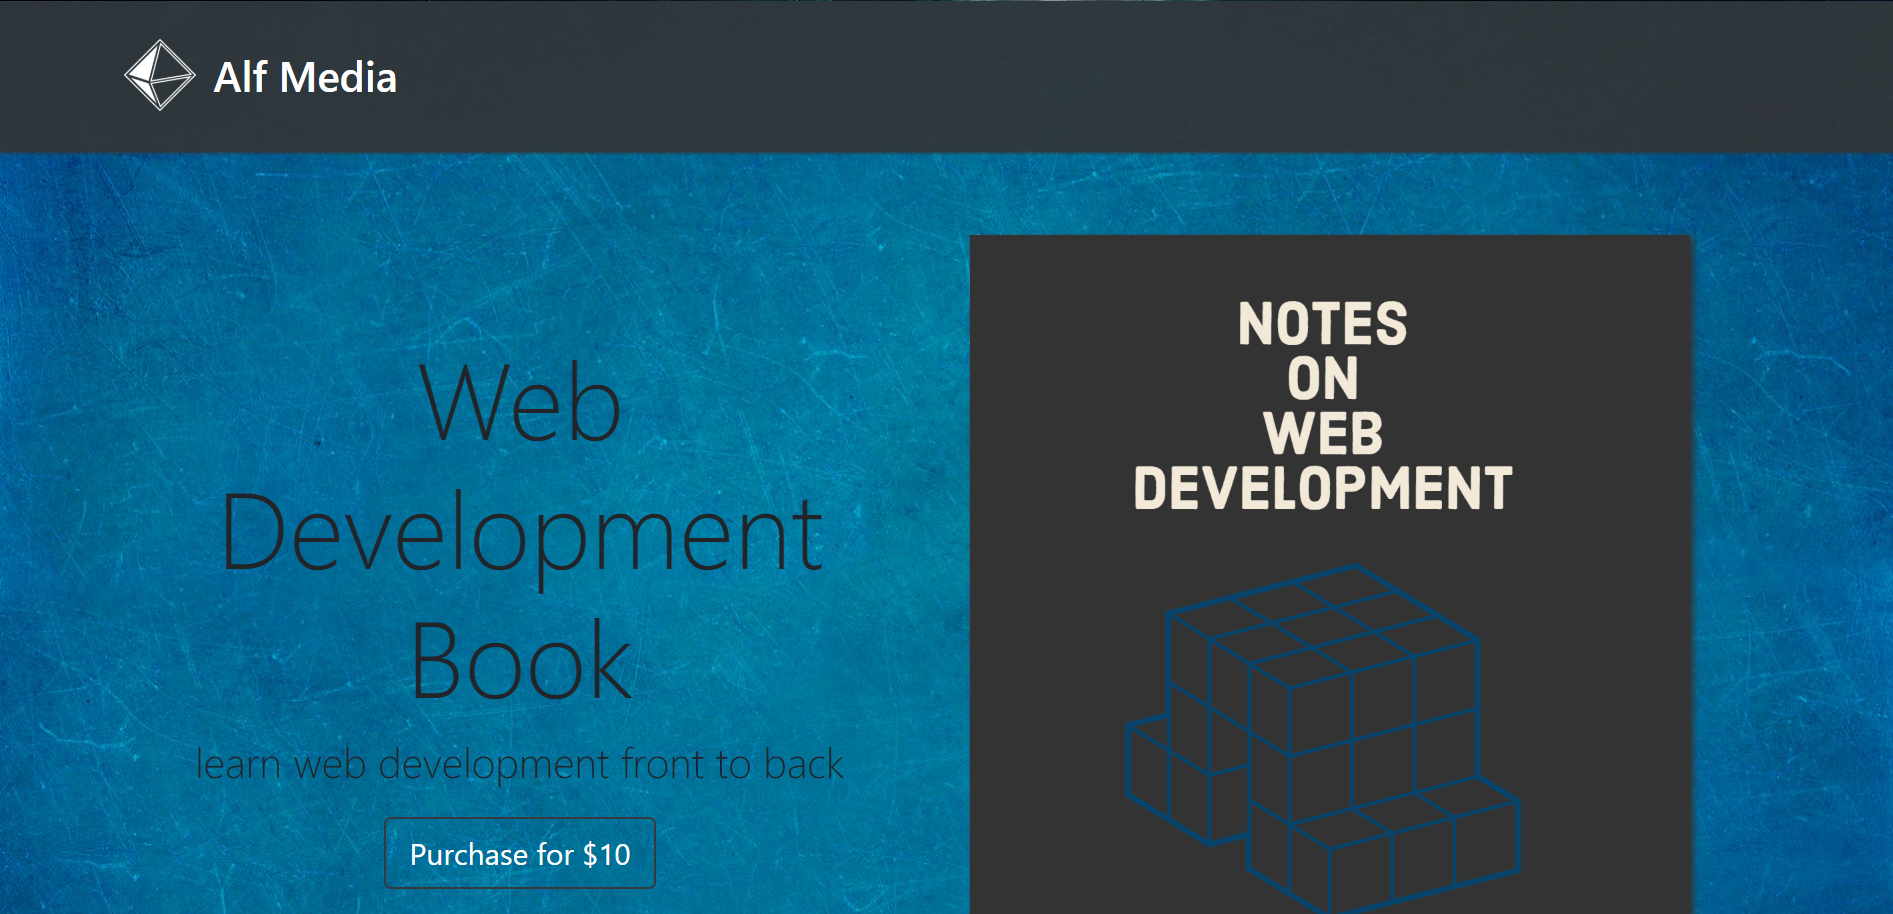 Alf Media
Web
Development
Book
learn web development front to back
Purchase for $10
NOTES
ON
WEB
DEVELOPMENT